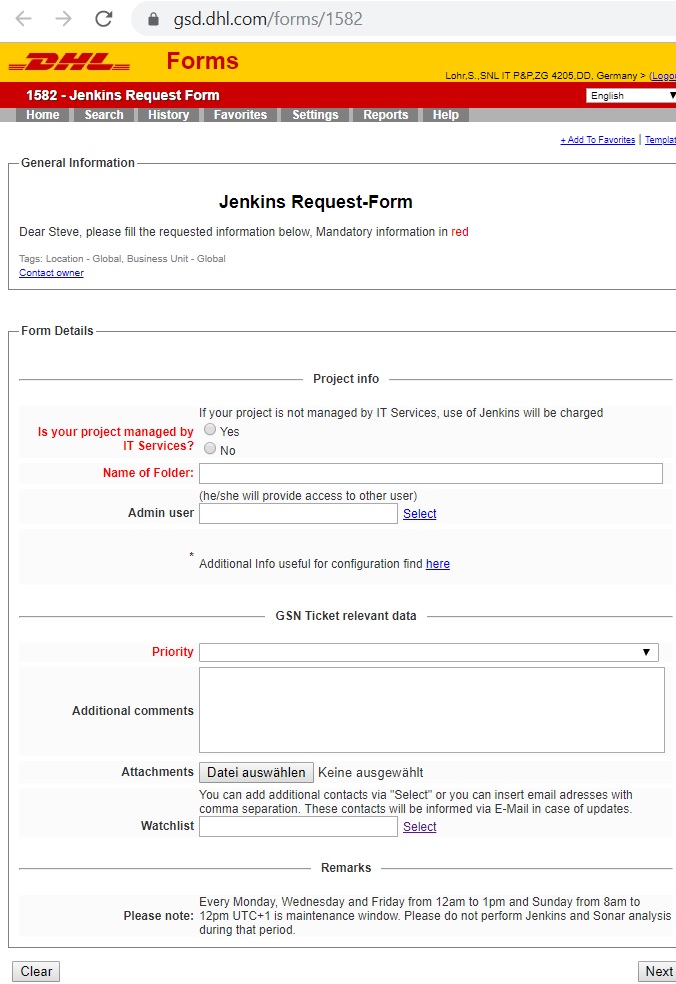 gsd.dhl.com/forms/1582
DHL Forms
Lohr,S.,SNL IT P&P,ZG 4205,DD, Germany > (Logo
1582 - Jenkins Request Form
English
Home Search History Favorites Settings Reports Help
+ Add To Favorites | Templat
General Information
Jenkins Request-Form
Dear Steve, please fill the requested information below, Mandatory information in red
Tags: Location - Global, Business Unit - Global
Contact owner
Form Details
Project info
If your project is not managed by IT Services, use of Jenkins will be charged
Is your project managed by
IT Services?
Yes
No
Name of Folder:
(he/she will provide access to other user)
Admin user
Select
* Additional Info useful for configuration find here
GSN Ticket relevant data
Priority
Additional comments
Attachments Datei auswählen Keine ausgewählt
You can add additional contacts via "Select" or you can insert email adresses with
comma separation. These contacts will be informed via E-Mail in case of updates.
Watchlist
Select
Remarks
Please note:
Every Monday, Wednesday and Friday from 12am to 1pm and Sunday from 8am to
12pm UTC+1 is maintenance window. Please do not perform Jenkins and Sonar analysis
during that period.
Clear
Next